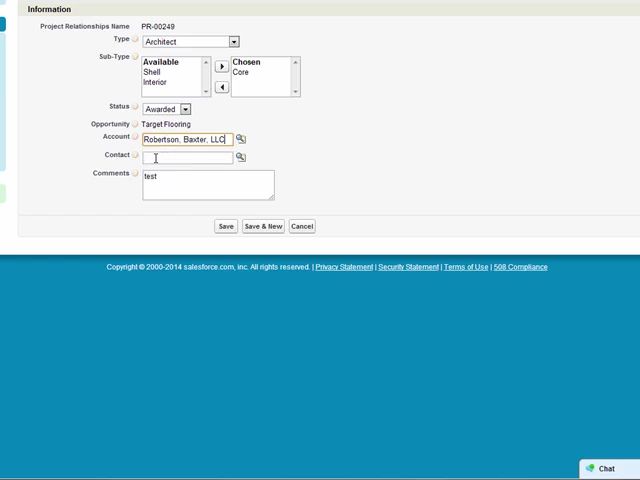 Information
Project Relationships Name PR-00249
Type Architect
Sub-Type Available Chosen
Shell Core
Interior
Status Awarded
Opportunity Target Flooring
Account Robertson, Baxter, LLC
Contact
Comments test
Save Save & New Cancel
Copyright © 2000-2014 salesforce.com, inc. All rights reserved. | Privacy Statement | Security Statement | Terms of Use | 508 Compliance
Chat